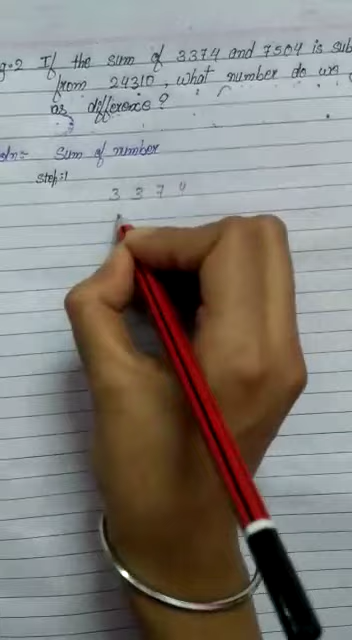 g.2 If the sum of 3374 and 7504 is sub
from 24310, what number do we
as difference?
Sum of number
Step:1
3 3 7 4